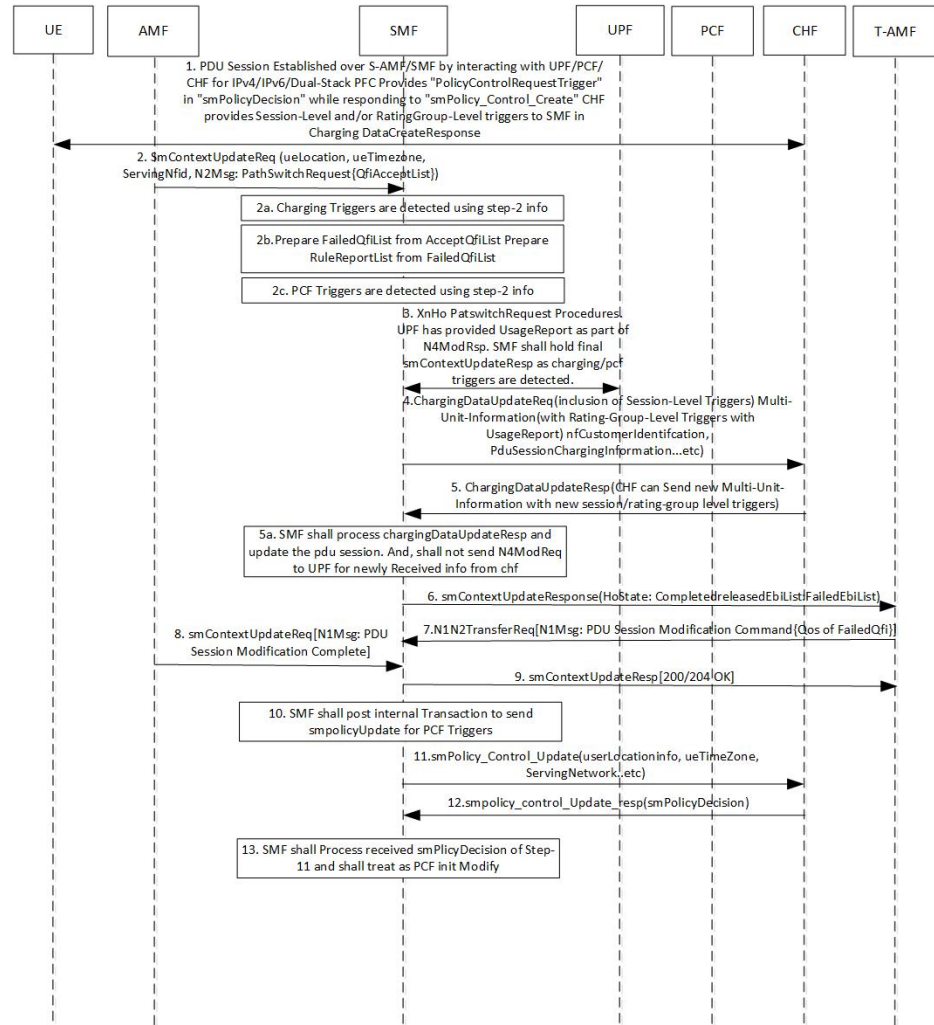 UE
AMF
SMF
UPF
PCF
CHF
T-AMF
1. PDU Session Established over S-AMF/SMF by interacting with UPF/PCF/
CHF for IPv4/IPv6/Dual-Stack PFC Provides "PolicyControlRequestTrigger"
in "smPolicyDecision" while responding to "smPolicy_Control_Create" CHF
provides Session-Level and/or RatingGroup-Level triggers to SMF in
Charging DataCreateResponse
2. SmContextUpdateReq (ueLocation, ueTimezone,
ServingNfid, N2Msg: PathSwitchRequest{QfiAcceptList})
2a. Charging Triggers are detected using step-2 info
2b.Prepare FailedQfiList from AcceptQfiList Prepare
RuleReportList from FailedQfiList
2c. PCF Triggers are detected using step-2 info
3. XnHo PatswitchRequest Procedures.
UPF has provided UsageReport as part of
N4ModRsp. SMF shall hold final
smContextUpdateResp as charging/pcf
triggers are detected.
4.ChargingDataUpdateReq(inclusion of Session-Level Triggers) Multi-
Unit-Information(with Rating-Group-Level Triggers with
UsageReport) nfCustomerIdentifcation,
PduSessionChargingInformation...etc)
5. ChargingDataUpdateResp(CHF can Send new Multi-Unit-
Information with new session/rating-group level triggers)
5a. SMF shall process chargingDataUpdateResp and
update the pdu session. And, shall not send N4ModReq
to UPF for newly Received info from chf
6. smContextUpdateResponse(HoState: CompletedreleasedEbiList:FailedEbiList)
7.N1N2TransferReq[N1Msg: PDU Session Modification Command{Qos of FailedQfi}]
8. smContextUpdateReq[N1Msg: PDU
Session Modification Complete]
9. smContextUpdateResp[200/204 OK]
10. SMF shall post internal Transaction to send
smpolicyUpdate for PCF Triggers
11.smPolicy_Control_Update(userLocationinfo, ueTimeZone,
ServingNetwork..etc)
12.smpolicy_control_Update_resp(smPolicyDecision)
13. SMF shall Process received smPlicyDecision of Step-
11 and shall treat as PCF init Modify